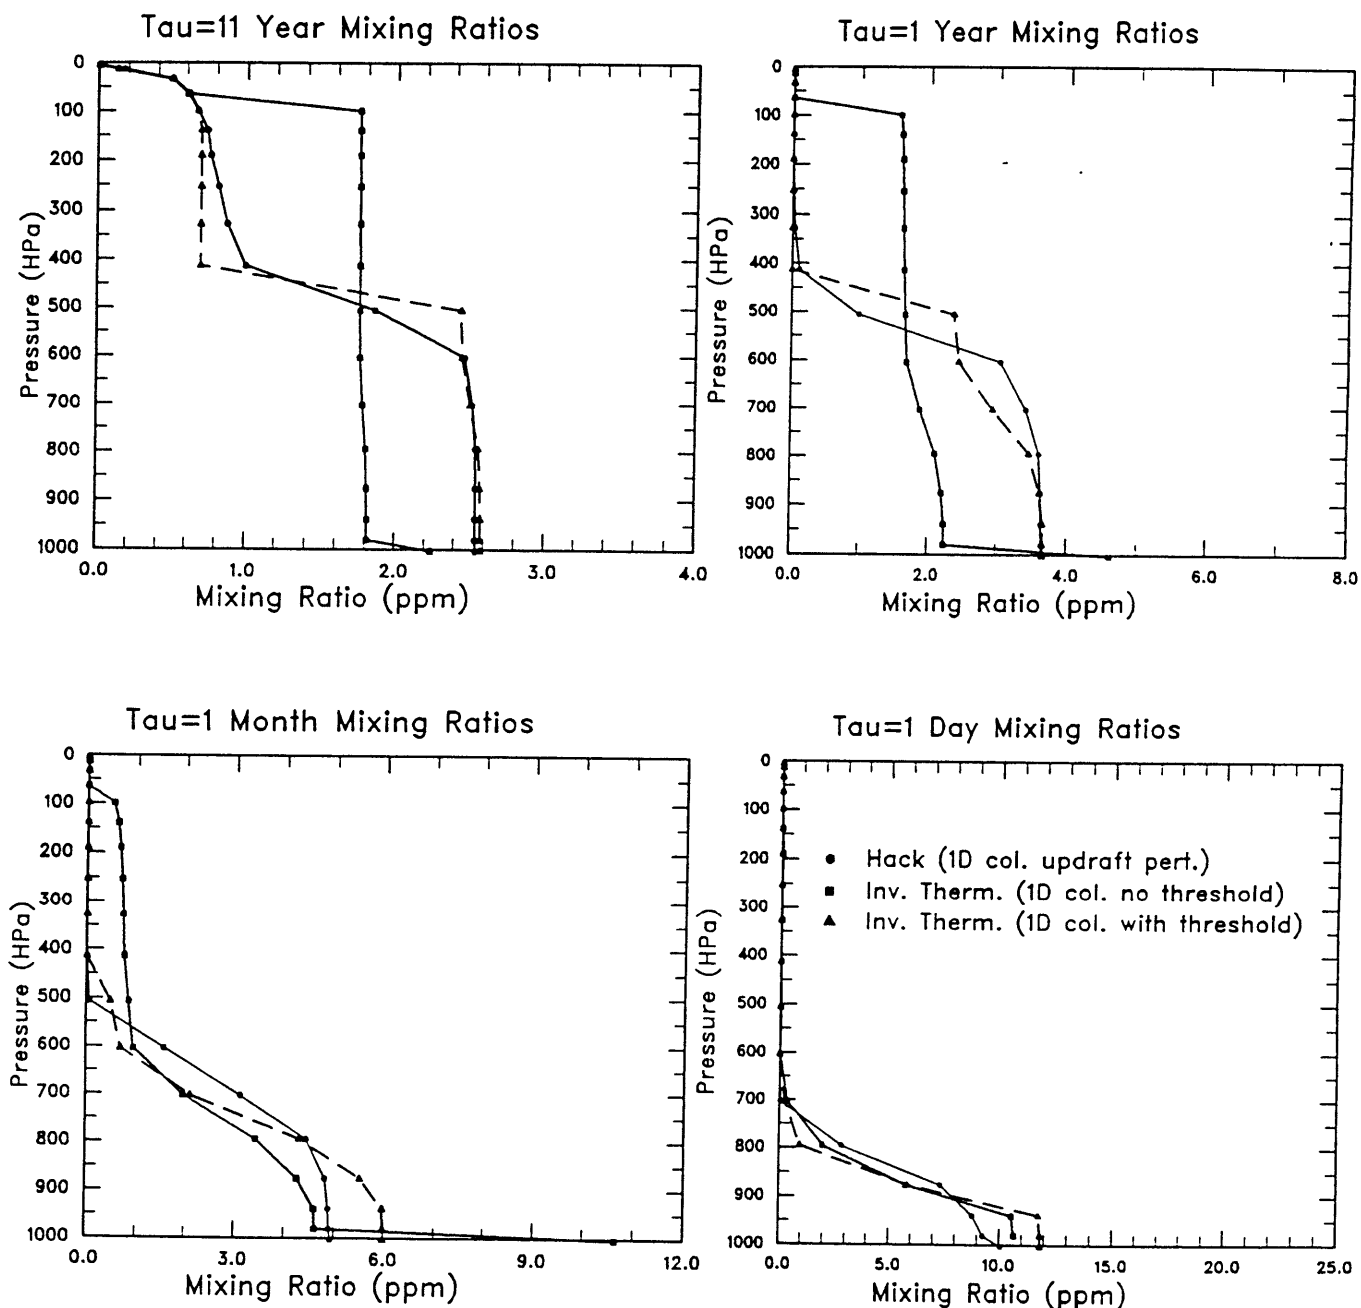 Tau=11 Year Mixing Ratios
0
100
200
300
400
500
600
700
800
900
1000
Pressure (HPa)
0.0 1.0 2.0 3.0 4.0
Mixing Ratio (ppm)
Tau=1 Year Mixing Ratios
0
100
200
300
400
500
600
700
800
900
1000
Pressure (HPa)
0.0 2.0 4.0 6.0 8.0
Mixing Ratio (ppm)
Tau=1 Month Mixing Ratios
0
100
200
300
400
500
600
700
800
900
1000
Pressure (HPa)
0.0 3.0 6.0 9.0 12.0
Mixing Ratio (ppm)
Tau=1 Day Mixing Ratios
0
100
200
300
400
500
600
700
800
900
1000
Pressure (HPa)
Hack (1D col. updraft pert.)
Inv. Therm. (1D col. no threshold)
Inv. Therm. (1D col. with threshold)
0.0 5.0 10.0 15.0 20.0 25.0
Mixing Ratio (ppm)